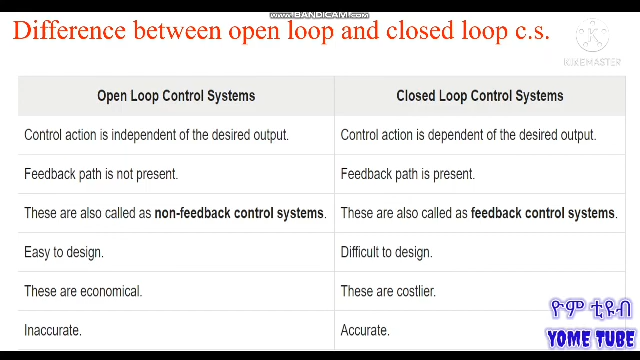 www.BANDICAM.com
Difference between open loop and closed loop c.s.
KINEMASTER
Open Loop Control Systems
Closed Loop Control Systems
Control action is independent of the desired output.
Control action is dependent of the desired output.
Feedback path is not present.
Feedback path is present.
These are also called as non-feedback control systems.
These are also called as feedback control systems.
Easy to design.
Difficult to design.
These are economical.
These are costlier.
Inaccurate.
Accurate.
ዮም ቲዩብ
YOME TUBE